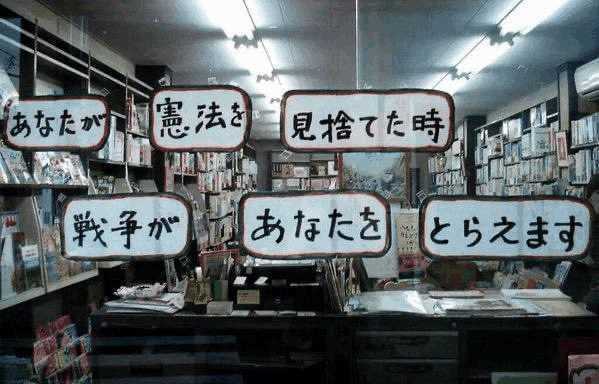 あなたが 憲法を 見捨てた時
戦争が あなたを とらえます